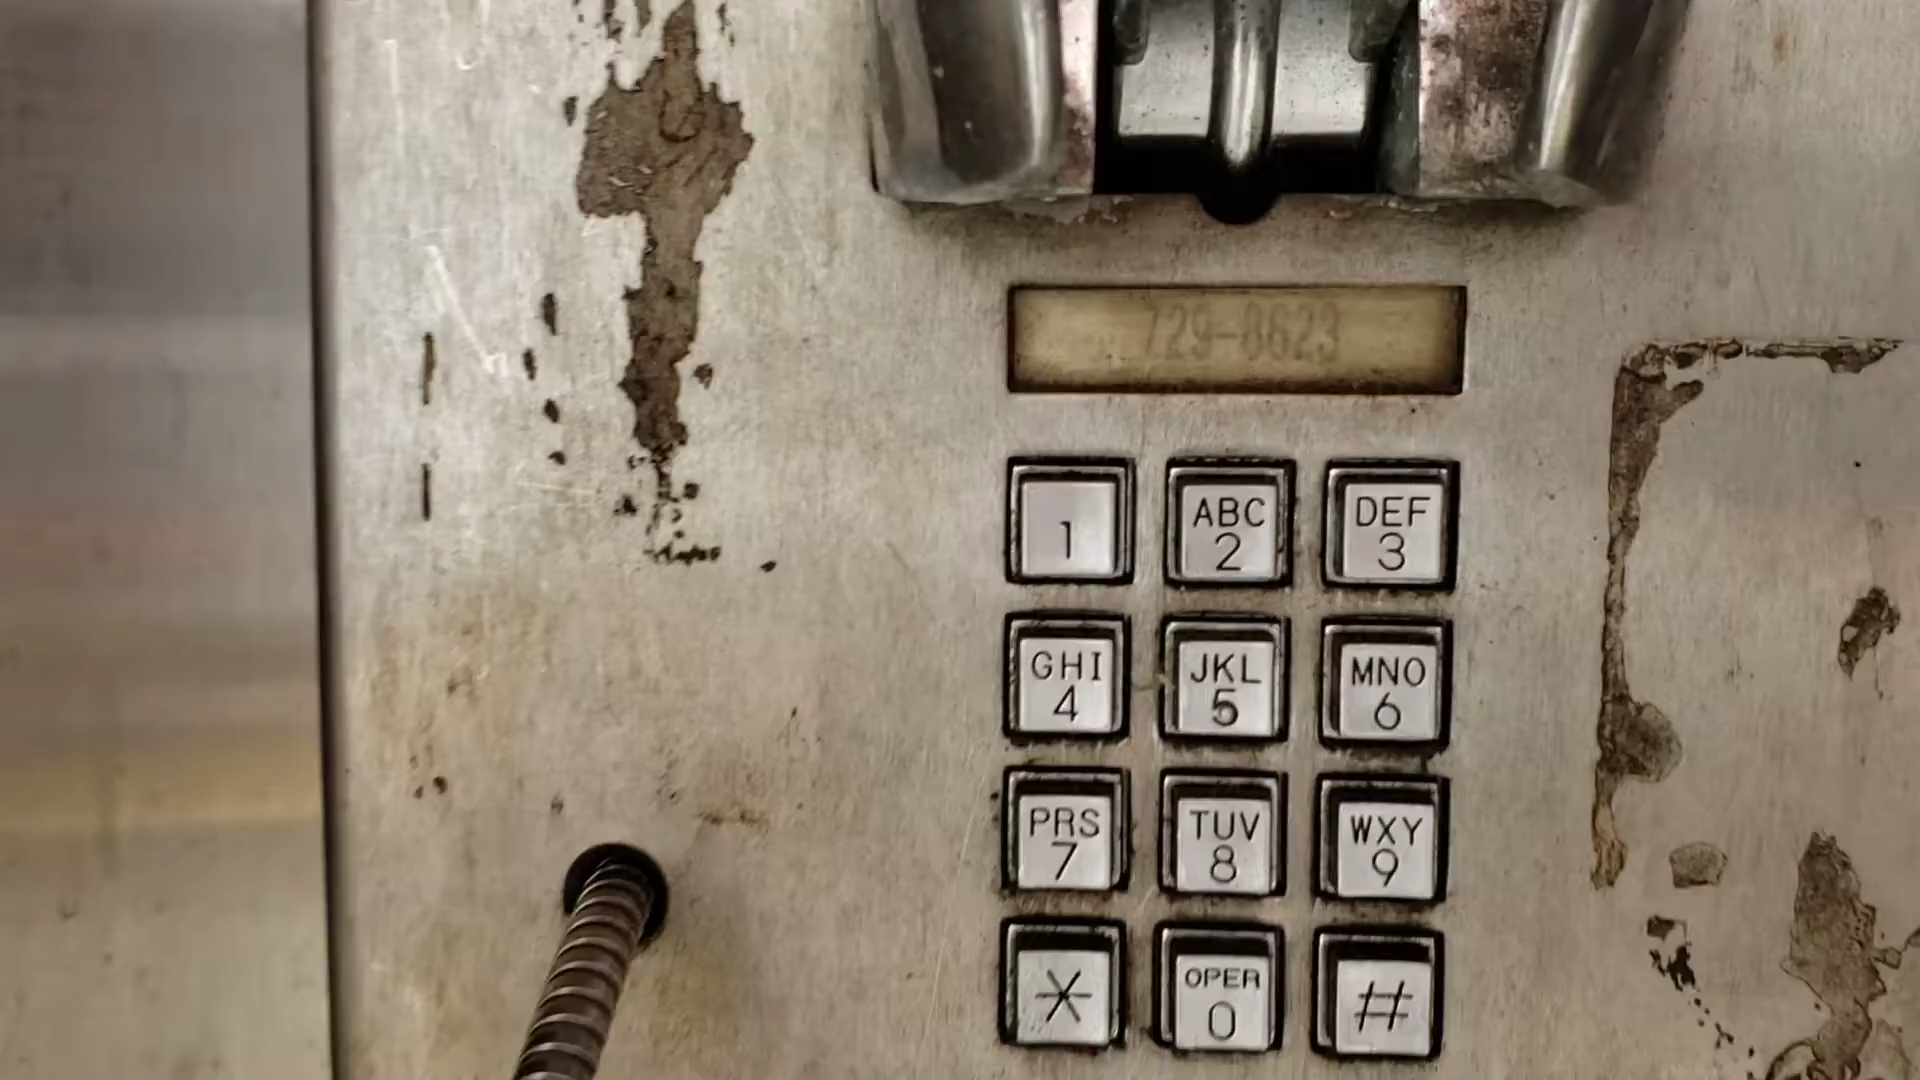 729-8623
1 ABC 2 DEF 3
GHI 4 JKL 5 MNO 6
PRS 7 TUV 8 WXY 9
* OPER 0 #